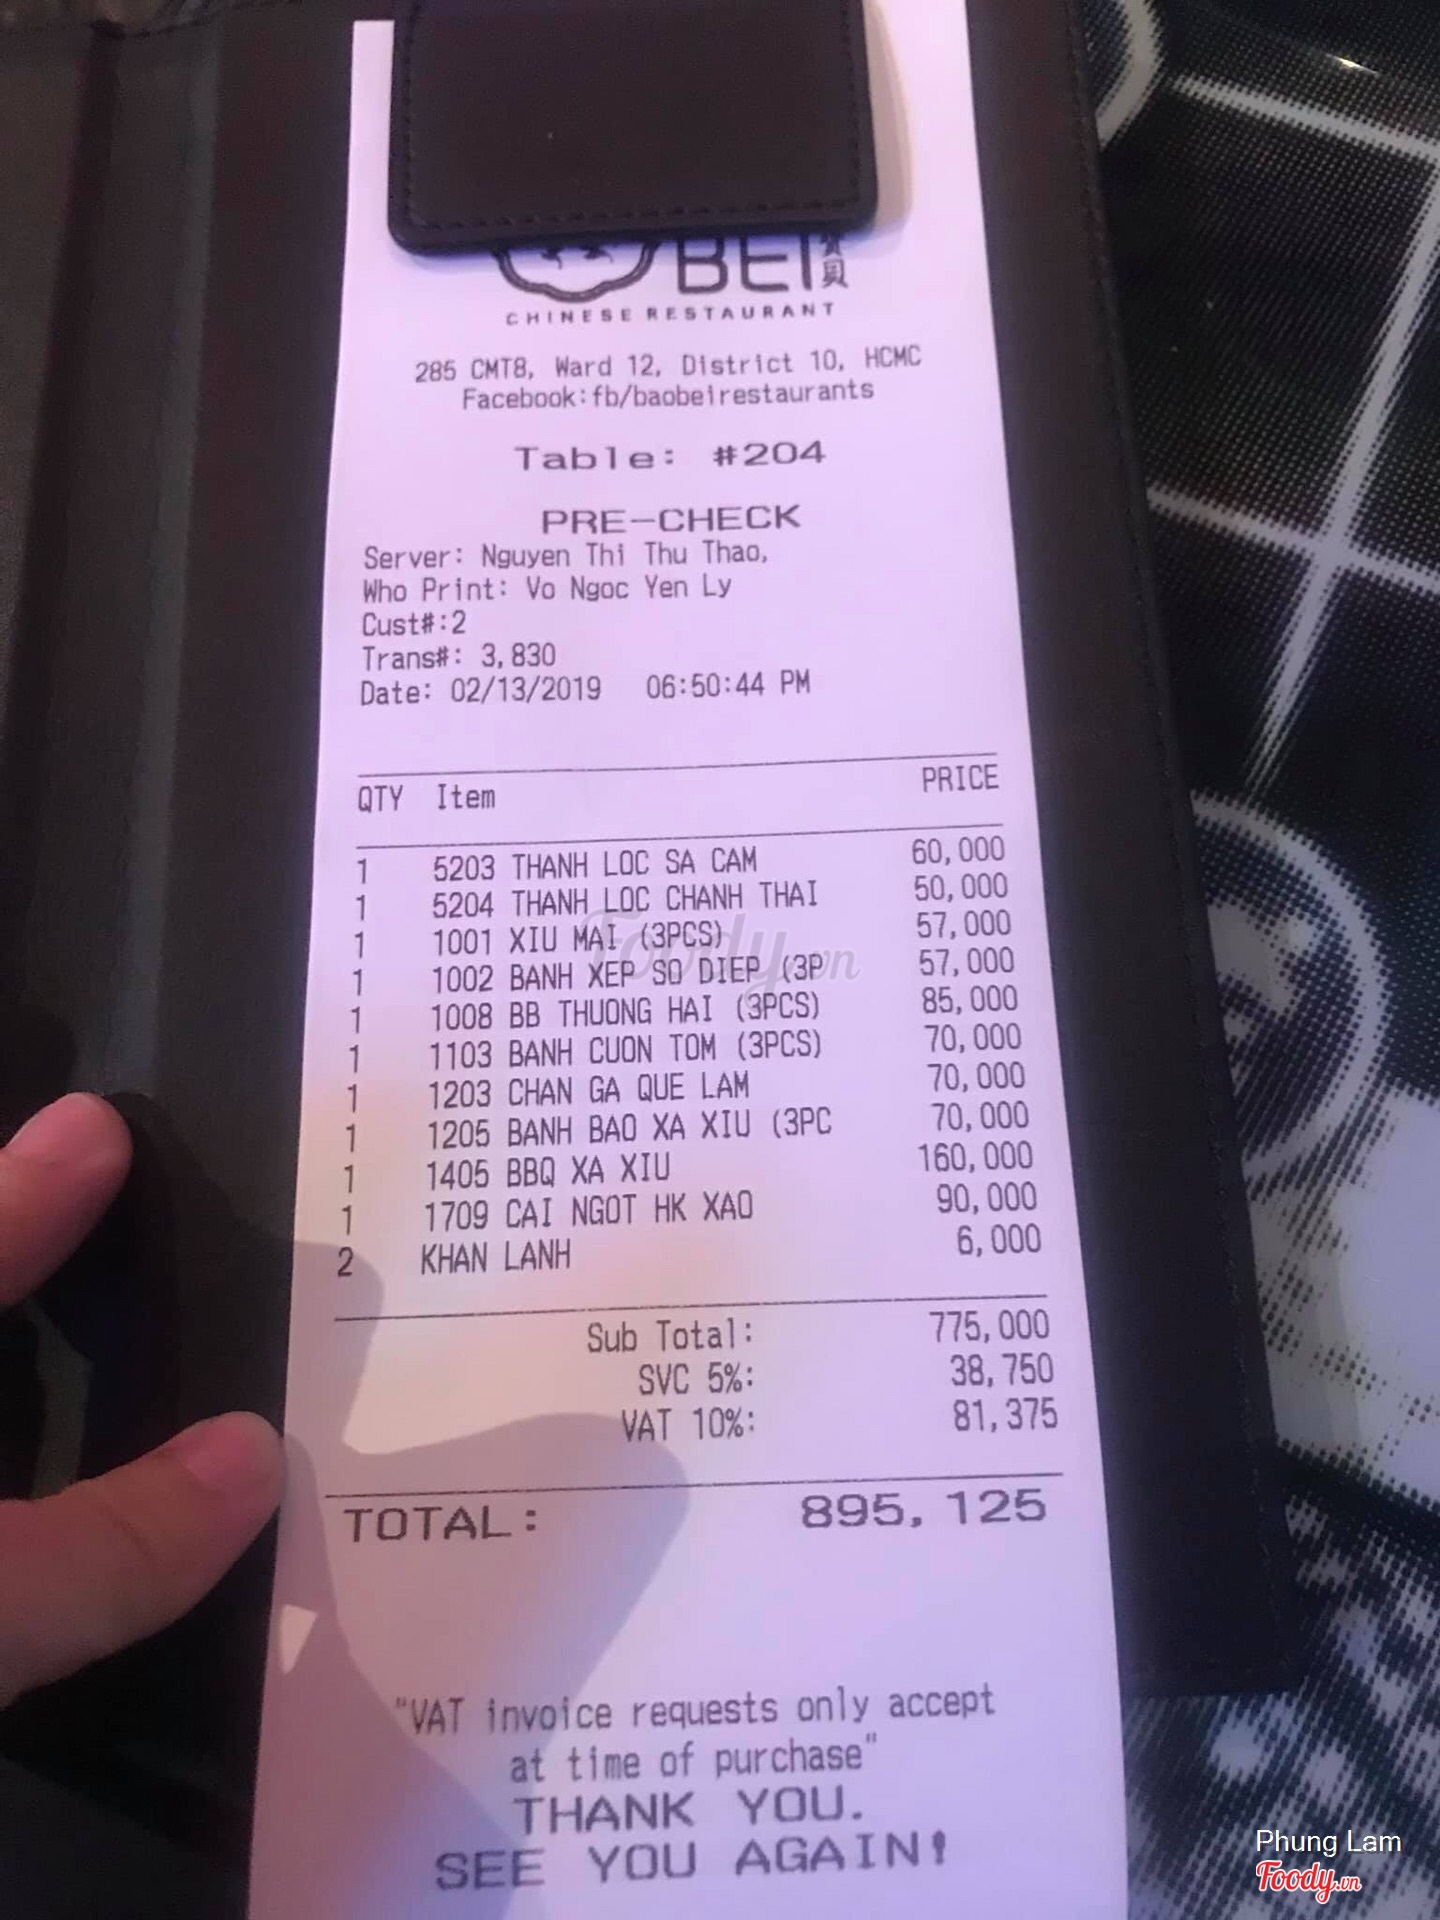 BEI 寶貝
CHINESE RESTAURANT
285 CMT8, Ward 12, District 10, HCMC
Facebook:fb/baobeirestaurants
Table: #204
PRE-CHECK
Server: Nguyen Thi Thu Thao,
Who Print: Vo Ngoc Yen Ly
Cust#:2
Trans#: 3,830
Date: 02/13/2019 06:50:44 PM
QTY Item PRICE
1 5203 THANH LOC SA CAM 60,000
1 5204 THANH LOC CHANH THAI 50,000
1 1001 XIU MAI (3PCS) 57,000
1 1002 BANH XEP SO DIEP (3P 57,000
1 1008 BB THUONG HAI (3PCS) 85,000
1 1103 BANH CUON TOM (3PCS) 70,000
1 1203 CHAN GA QUE LAM 70,000
1 1205 BANH BAO XA XIU (3PC 70,000
1 1405 BBQ XA XIU 160,000
1 1709 CAI NGOT HK XAO 90,000
2 KHAN LANH 6,000
Sub Total: 775,000
SVC 5%: 38,750
VAT 10%: 81,375
TOTAL: 895,125
"VAT invoice requests only accept
at time of purchase"
THANK YOU.
SEE YOU AGAIN!
Foody.vn
Phung Lam
Foody.vn